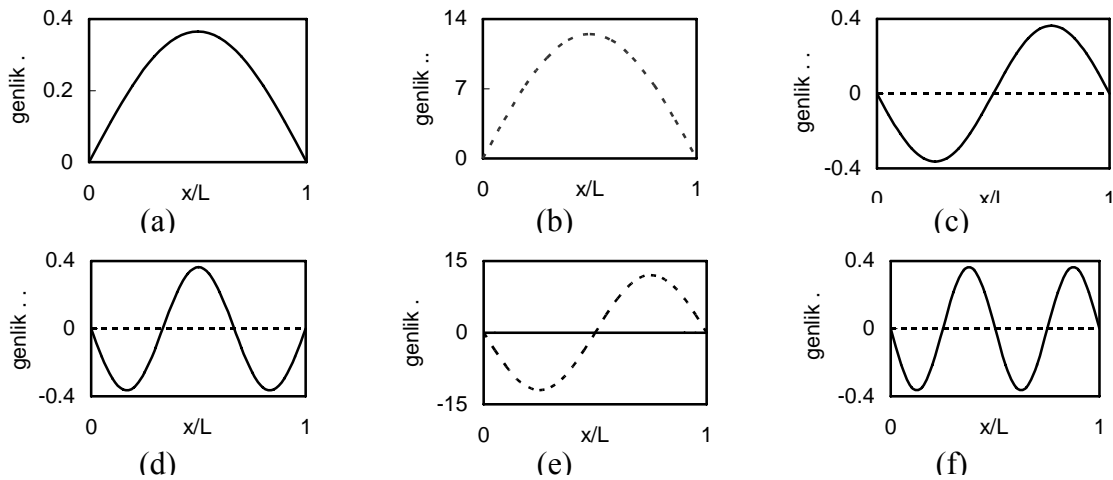 0.4
0.2
0
genlik .
0 x/L 1
(a)
14
7
0
genlik ..
0 x/L 1
(b)
0.4
0
-0.4
genlik . .
0 x/L 1
(c)
0.4
0
-0.4
genlik . .
0 x/L 1
(d)
15
0
-15
genlik .
0 x/L 1
(e)
0.4
0
-0.4
genlik .
0 x/L 1
(f)